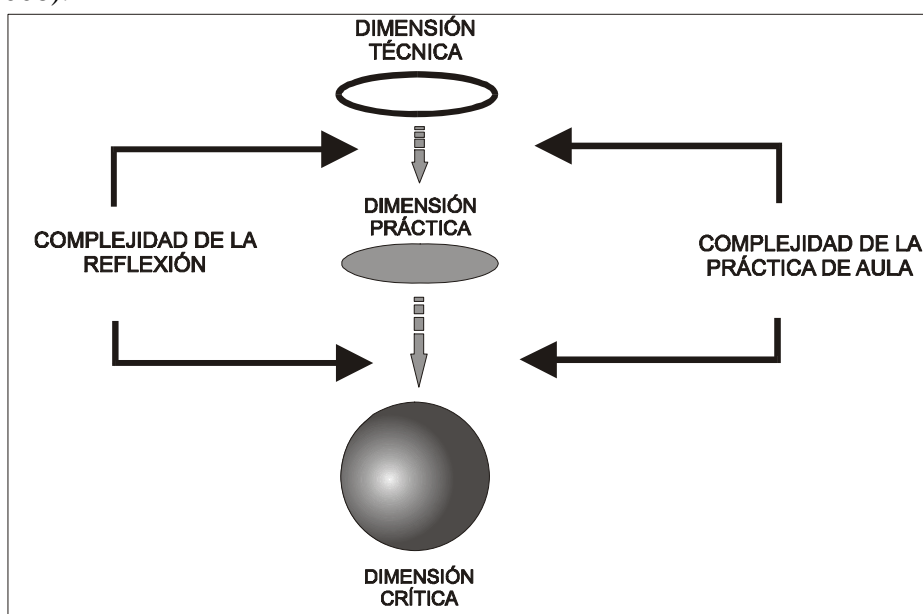 DIMENSIÓN
TÉCNICA
DIMENSIÓN
PRÁCTICA
COMPLEJIDAD DE LA
REFLEXIÓN
COMPLEJIDAD DE LA
PRÁCTICA DE AULA
DIMENSIÓN
CRÍTICA